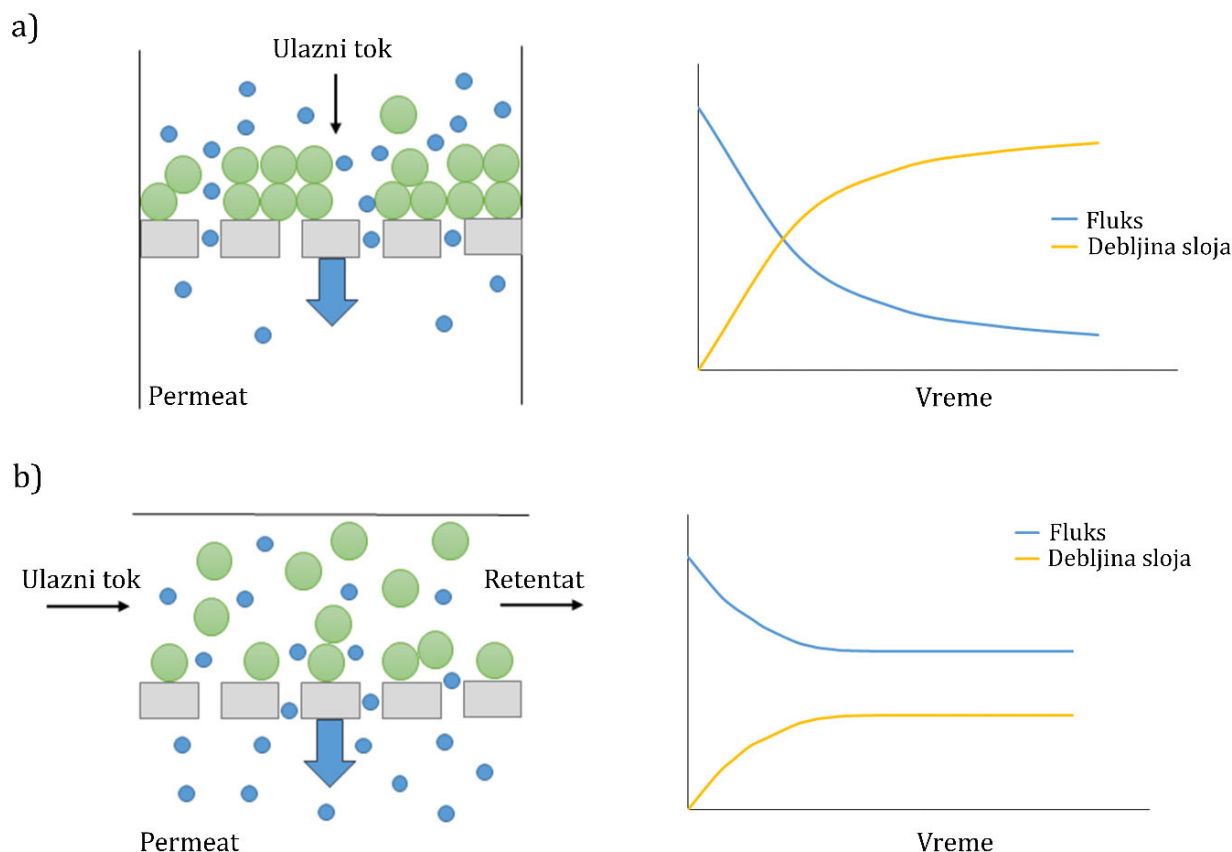 a)
Ulazni tok
Permeat
Fluks
Debljina sloja
Vreme
b)
Ulazni tok
Retentat
Permeat
Fluks
Debljina sloja
Vreme